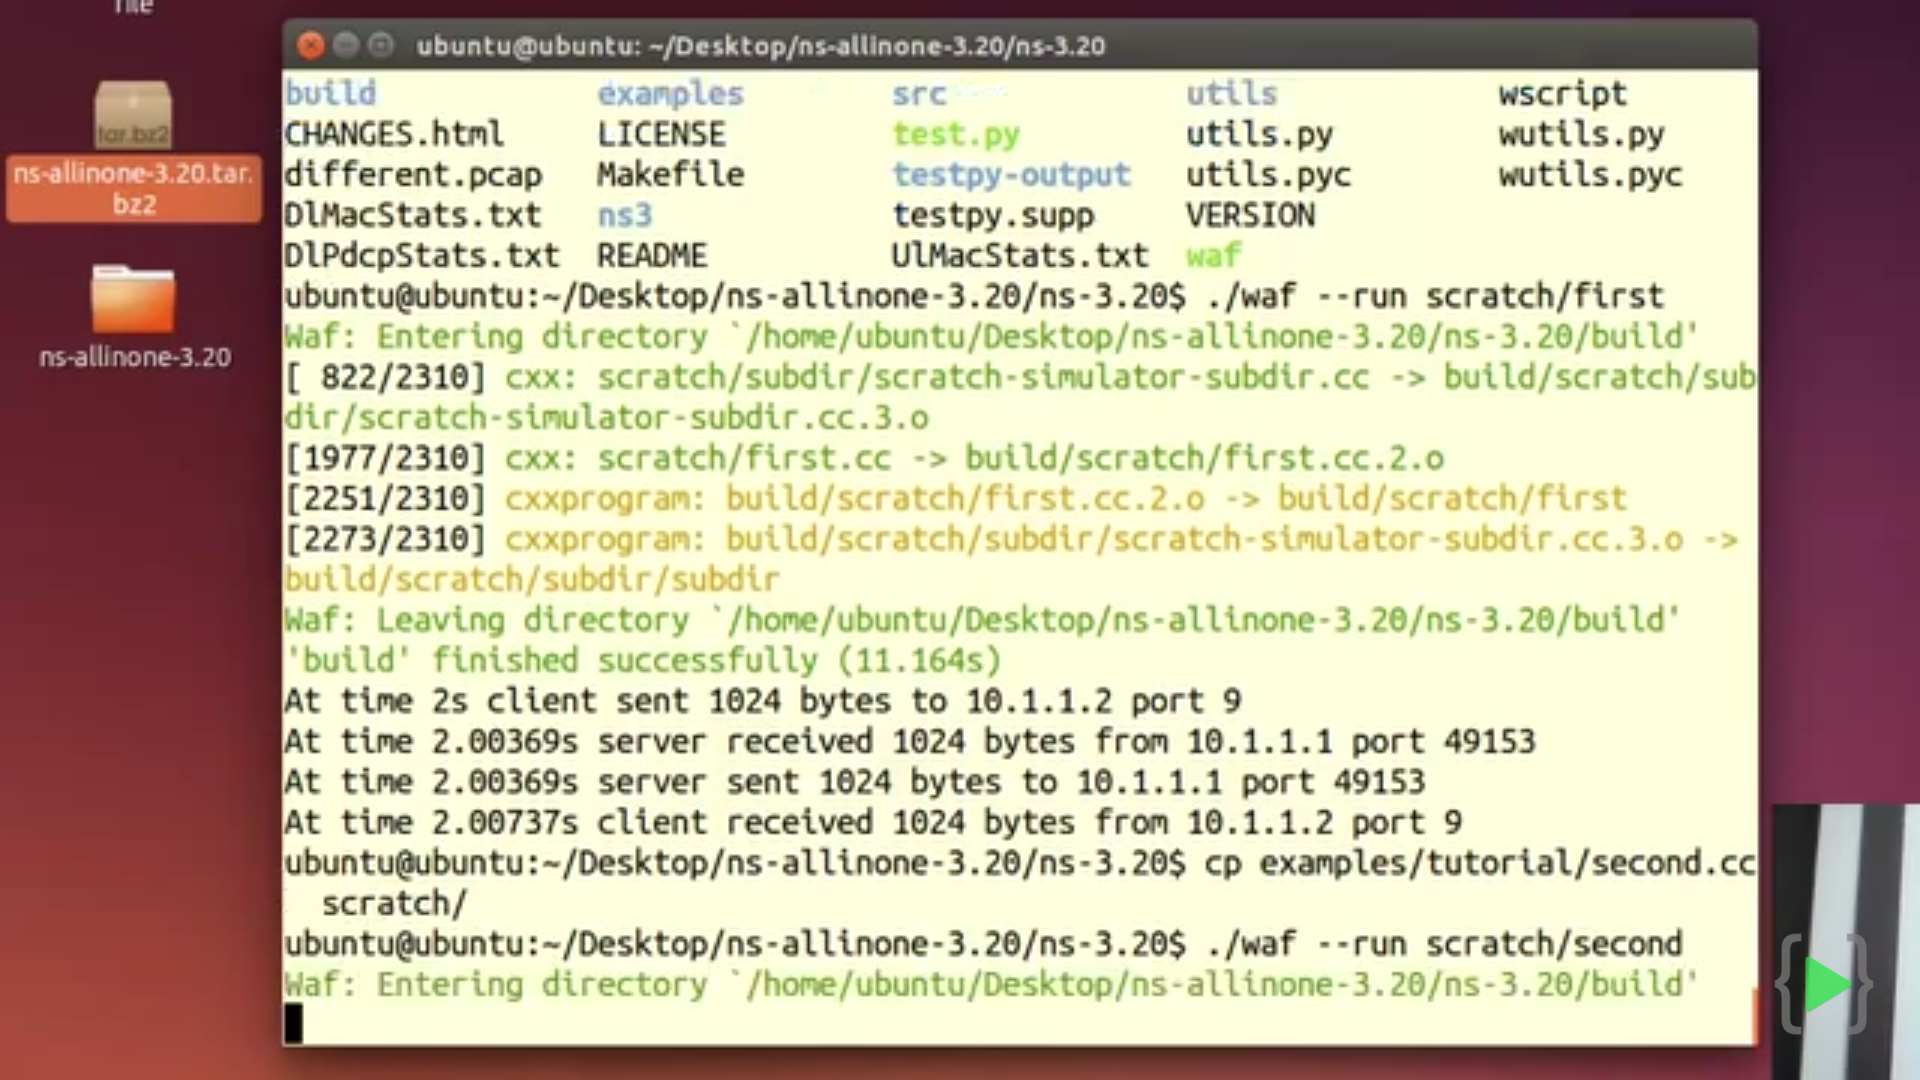 file
ns-allinone-3.20.tar.
bz2
tar.bz2
ns-allinone-3.20
ubuntu@ubuntu: ~/Desktop/ns-allinone-3.20/ns-3.20
build examples src utils wscript
CHANGES.html LICENSE test.py utils.py wutils.py
different.pcap Makefile testpy-output utils.pyc wutils.pyc
DlMacStats.txt ns3 testpy.supp VERSION
DlPdcpStats.txt README UlMacStats.txt waf
ubuntu@ubuntu:~/Desktop/ns-allinone-3.20/ns-3.20$ ./waf --run scratch/first
Waf: Entering directory `/home/ubuntu/Desktop/ns-allinone-3.20/ns-3.20/build'
[ 822/2310] cxx: scratch/subdir/scratch-simulator-subdir.cc -> build/scratch/sub
dir/scratch-simulator-subdir.cc.3.o
[1977/2310] cxx: scratch/first.cc -> build/scratch/first.cc.2.o
[2251/2310] cxxprogram: build/scratch/first.cc.2.o -> build/scratch/first
[2273/2310] cxxprogram: build/scratch/subdir/scratch-simulator-subdir.cc.3.o ->
build/scratch/subdir/subdir
Waf: Leaving directory `/home/ubuntu/Desktop/ns-allinone-3.20/ns-3.20/build'
'build' finished successfully (11.164s)
At time 2s client sent 1024 bytes to 10.1.1.2 port 9
At time 2.00369s server received 1024 bytes from 10.1.1.1 port 49153
At time 2.00369s server sent 1024 bytes to 10.1.1.1 port 49153
At time 2.00737s client received 1024 bytes from 10.1.1.2 port 9
ubuntu@ubuntu:~/Desktop/ns-allinone-3.20/ns-3.20$ cp examples/tutorial/second.cc
scratch/
ubuntu@ubuntu:~/Desktop/ns-allinone-3.20/ns-3.20$ ./waf --run scratch/second
Waf: Entering directory `/home/ubuntu/Desktop/ns-allinone-3.20/ns-3.20/build'